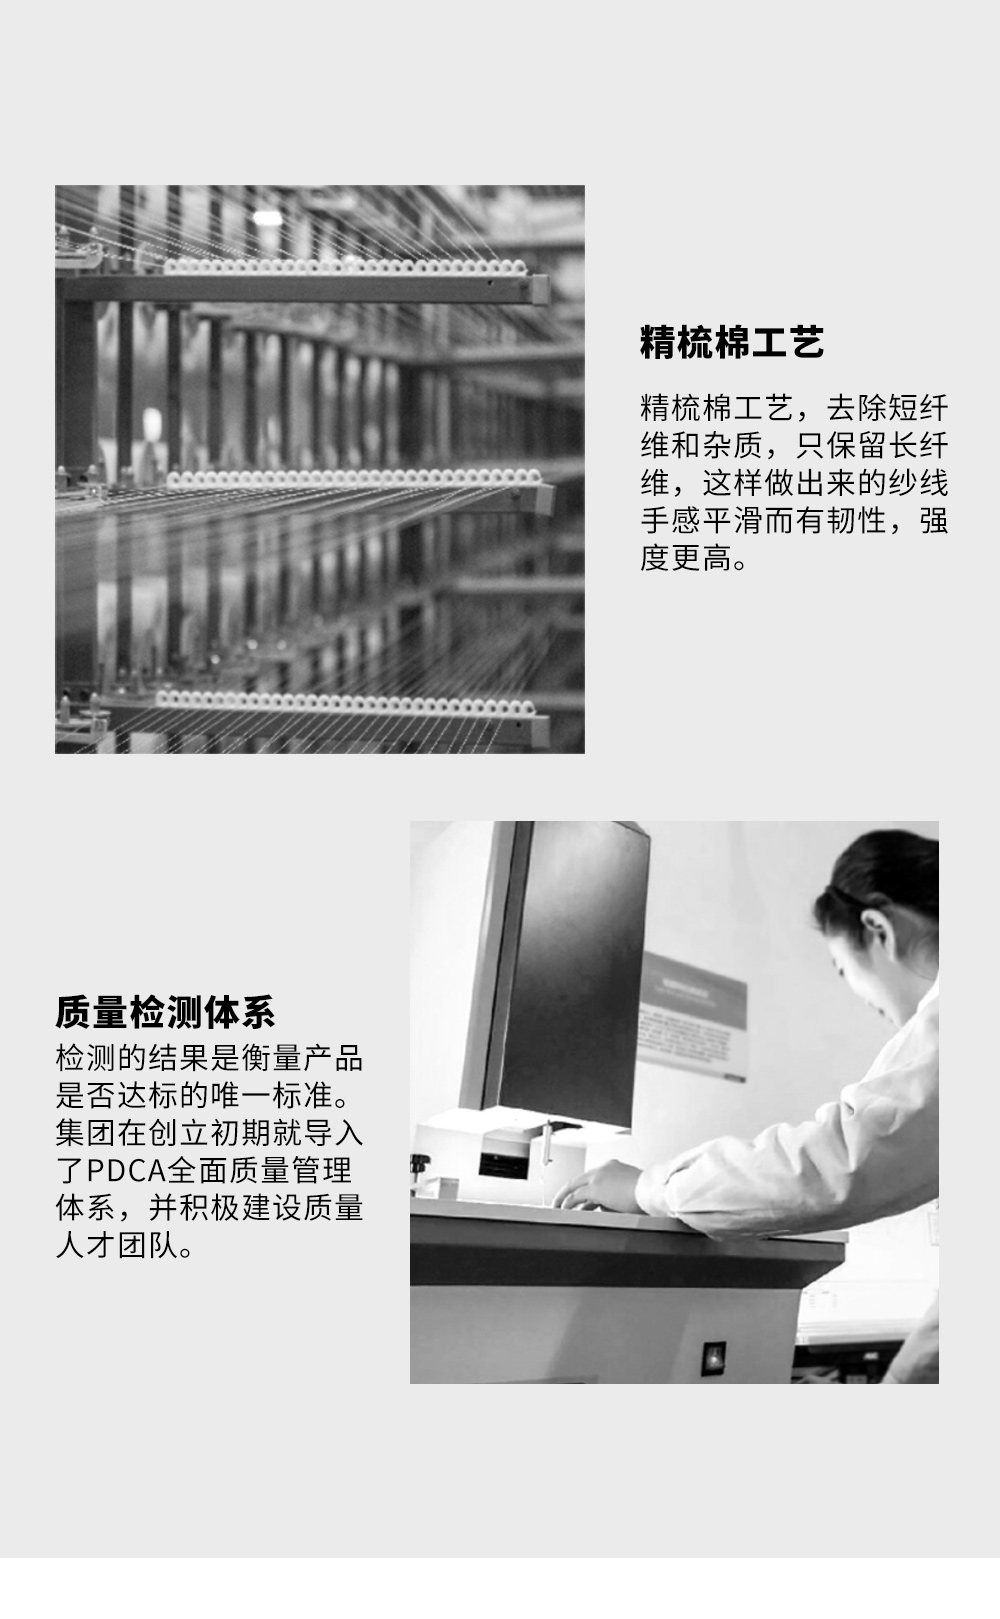 精梳棉工艺
精梳棉工艺，去除短纤
维和杂质，只保留长纤
维，这样做出来的纱线
手感平滑而有韧性，强
度更高。
质量检测体系
检测的结果是衡量产品
是否达标的唯一标准。
集团在创立初期就导入
了PDCA全面质量管理
体系，并积极建设质量
人才团队。